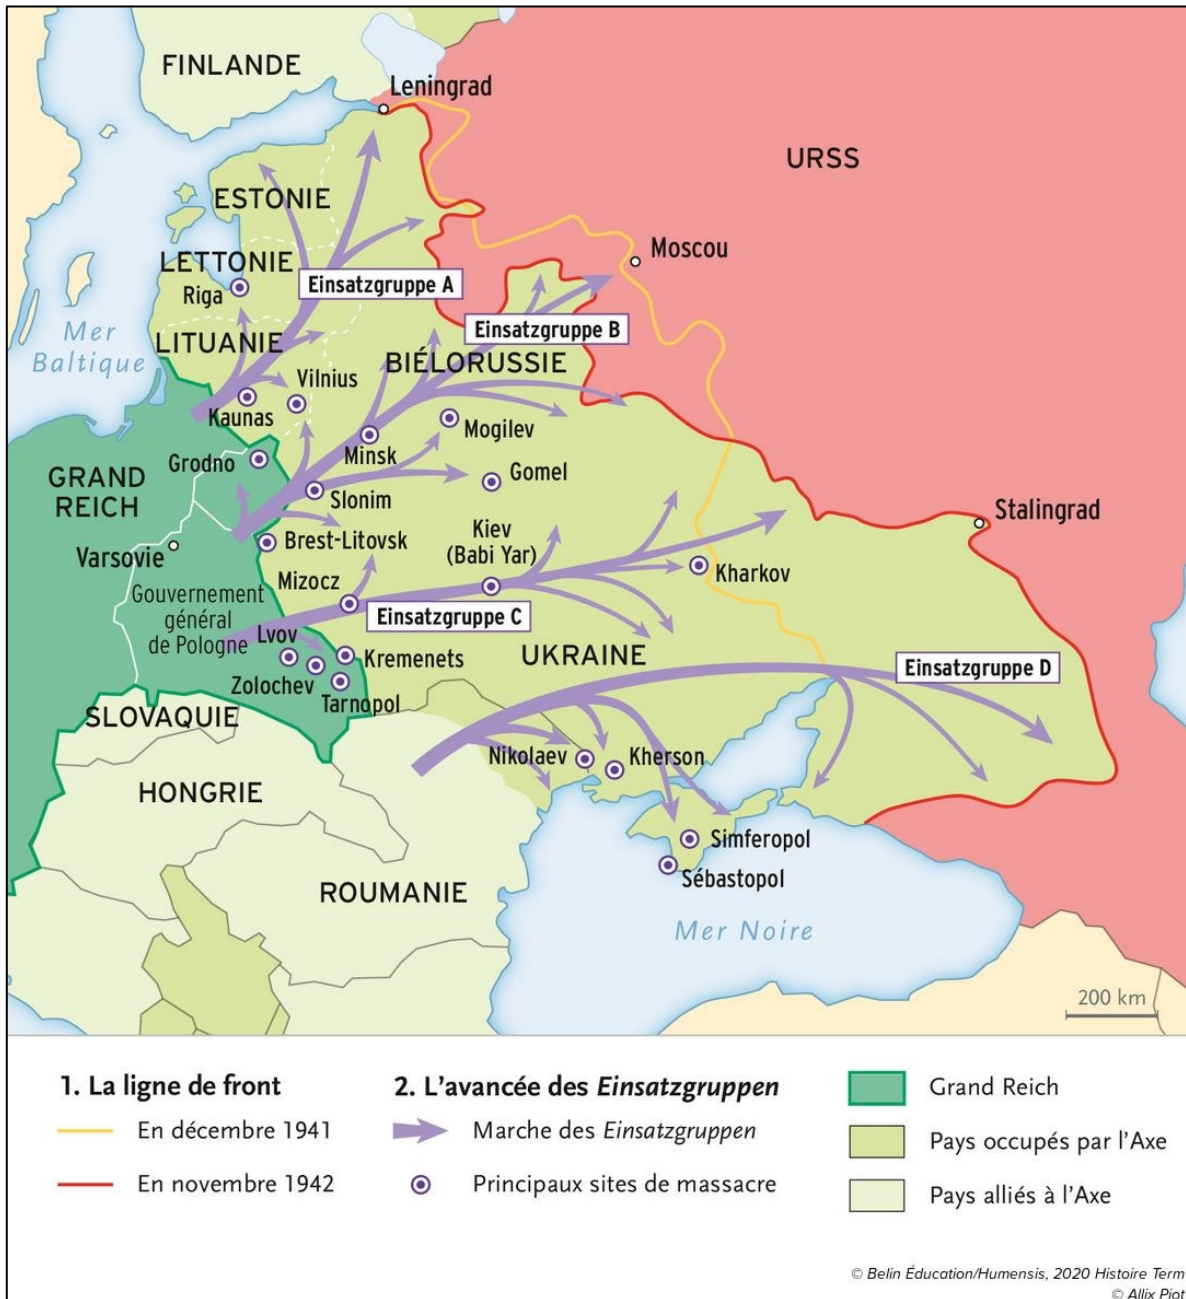 FINLANDE
Leningrad
URSS
ESTONIE
Moscou
LETTONIE
Riga
Einsatzgruppe A
Mer
Baltique
Einsatzgruppe B
LITUANIE
BIÉLORUSSIE
Vilnius
Kaunas
Mogilev
Minsk
Grodno
GRAND
REICH
Gomel
Slonim
Stalingrad
Kiev
(Babi Yar)
Brest-Litovsk
Varsovie
Kharkov
Mizocz
Gouvernement
général
de Pologne
Einsatzgruppe C
Lvov
Kremenets
UKRAINE
Einsatzgruppe D
Zolochev
Tarnopol
SLOVAQUIE
Nikolaev
Kherson
HONGRIE
Simferopol
Sébastopol
ROUMANIE
Mer Noire
200 km
1. La ligne de front
En décembre 1941
En novembre 1942
2. L'avancée des Einsatzgruppen
Marche des Einsatzgruppen
Principaux sites de massacre
Grand Reich
Pays occupés par l'Axe
Pays alliés à l'Axe
© Belin Éducation/Humensis, 2020 Histoire Term
© Allix Piot